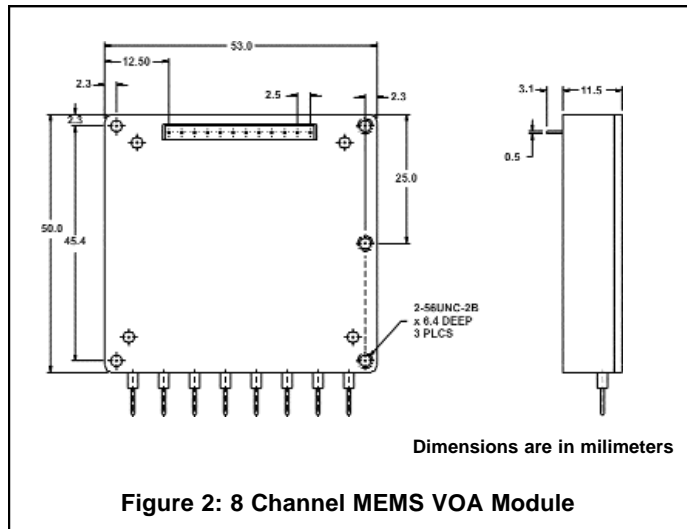 53.0
12.50
2.3
2.5
2.3
3.1
11.5
2.3
0.5
25.0
50.0
45.4
2-56UNC-2B
x 6.4 DEEP
3 PLCS
Dimensions are in milimeters
Figure 2: 8 Channel MEMS VOA Module